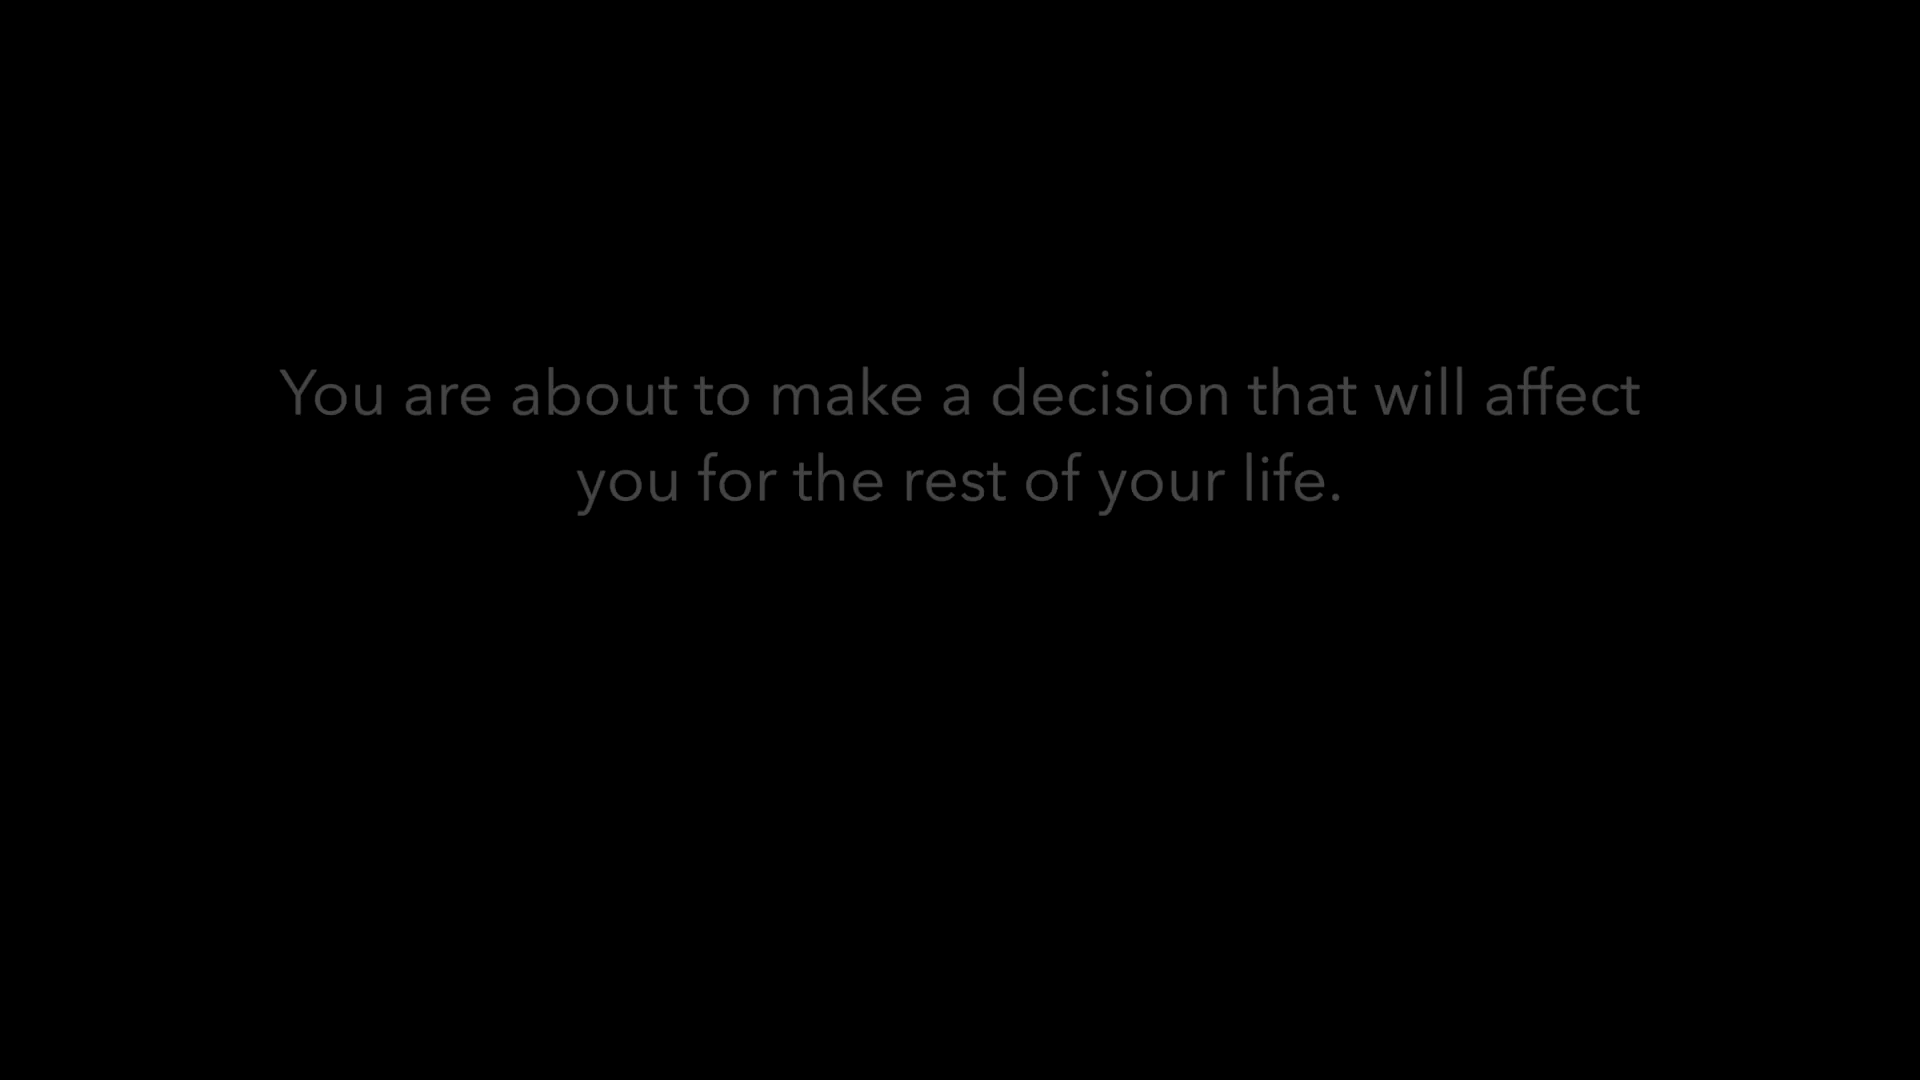 You are about to make a decision that will affect
you for the rest of your life.